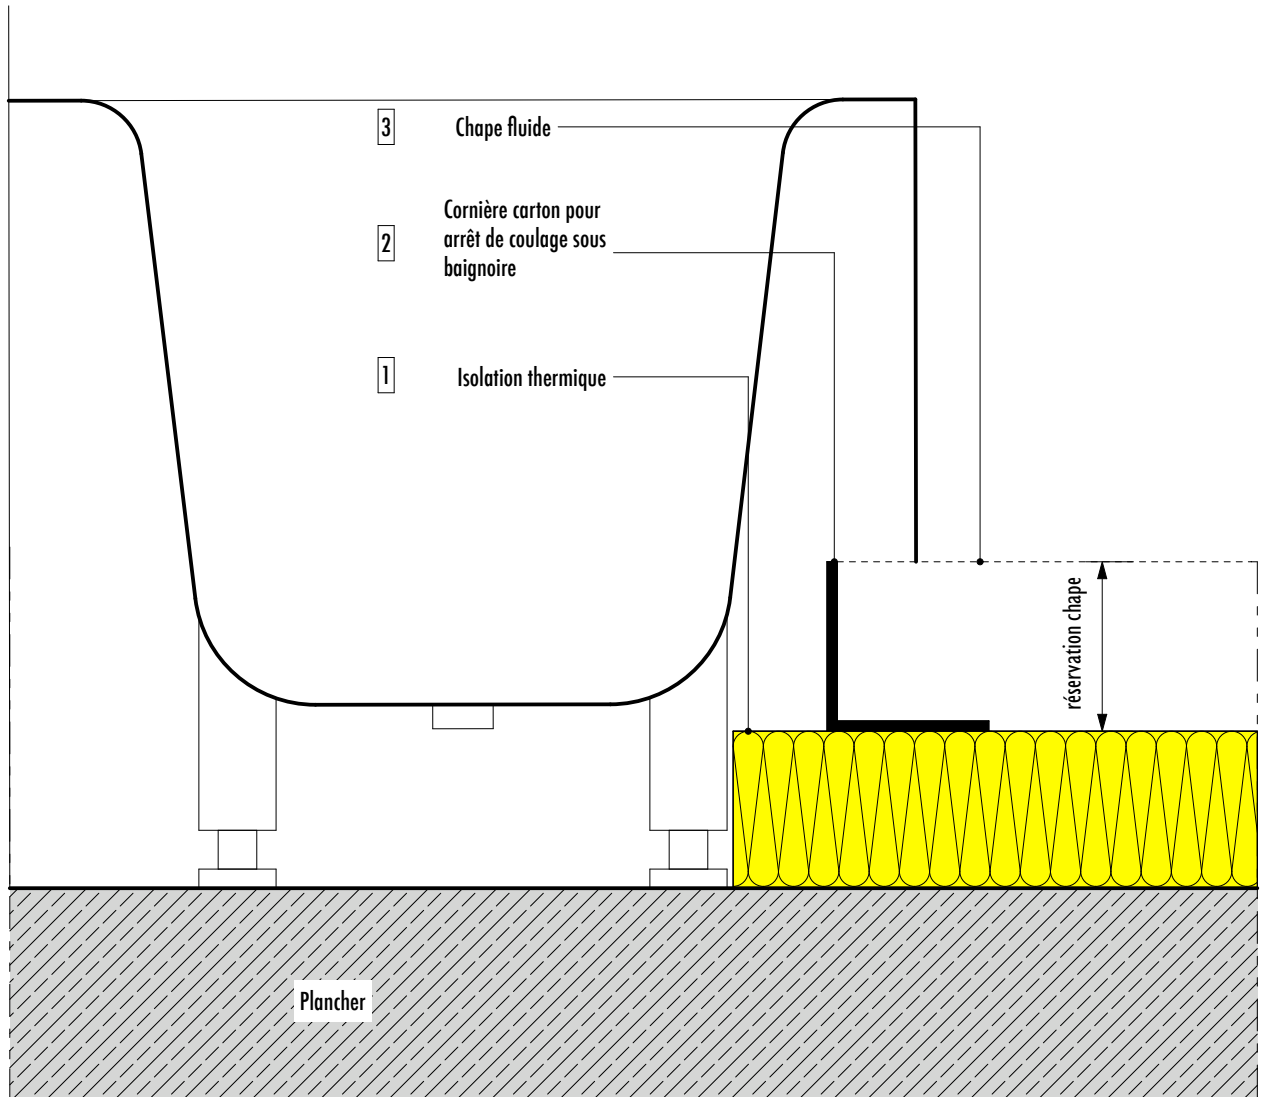 3 Chape fluide
2 Cornière carton pour
arrêt de coulage sous
baignoire
1 Isolation thermique
réservation chape
Plancher